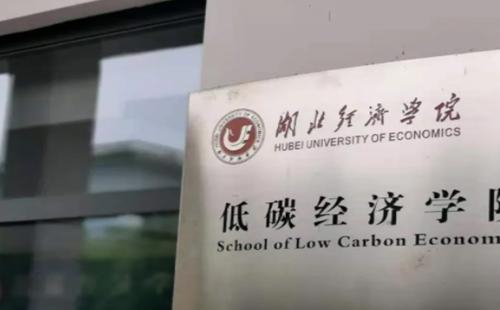 湖北经济学院
HUBEI UNIVERSITY OF ECONOMICS
低碳经济学院
School of Low Carbon Econom